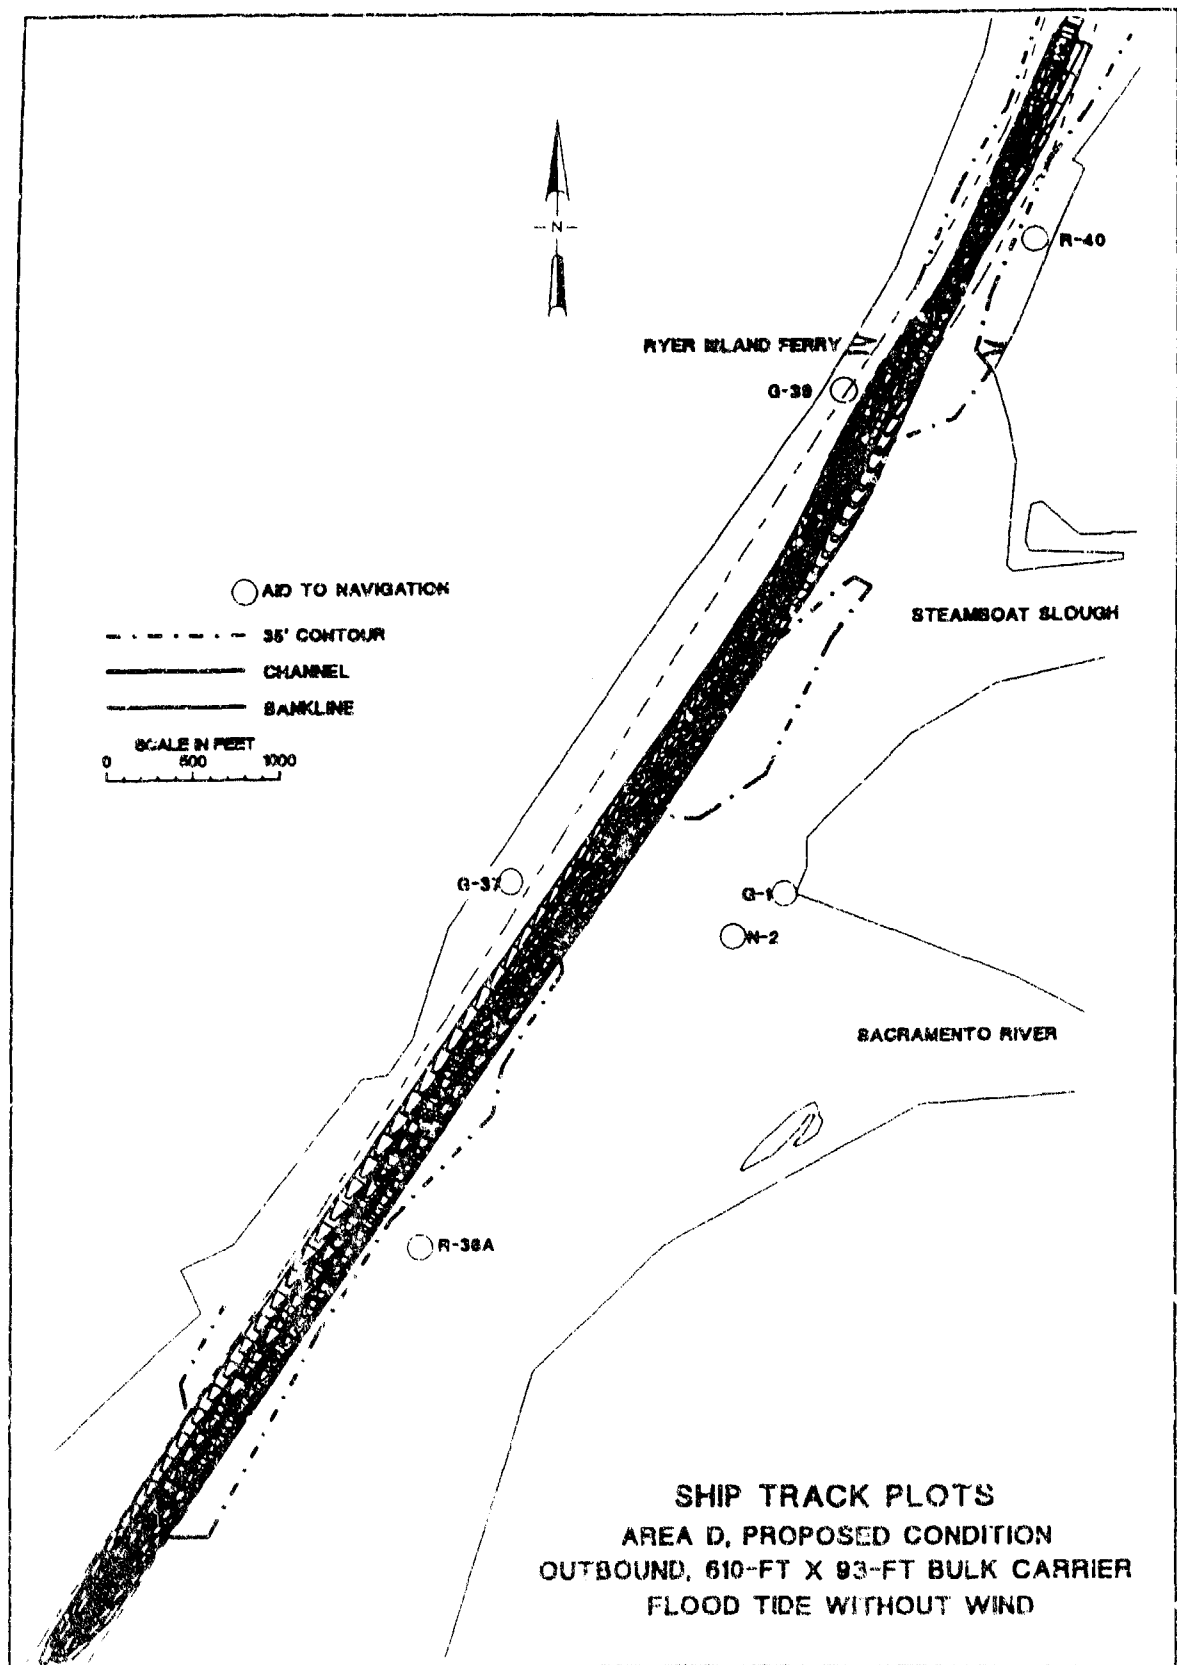 N
R-40
RYER ISLAND FERRY
G-39
AID TO NAVIGATION
35' CONTOUR
CHANNEL
BANKLINE
SCALE IN FEET
0 500 1000
STEAMBOAT SLOUGH
G-37
G-1
N-2
SACRAMENTO RIVER
R-36A
SHIP TRACK PLOTS
AREA D, PROPOSED CONDITION
OUTBOUND, 610-FT X 93-FT BULK CARRIER
FLOOD TIDE WITHOUT WIND